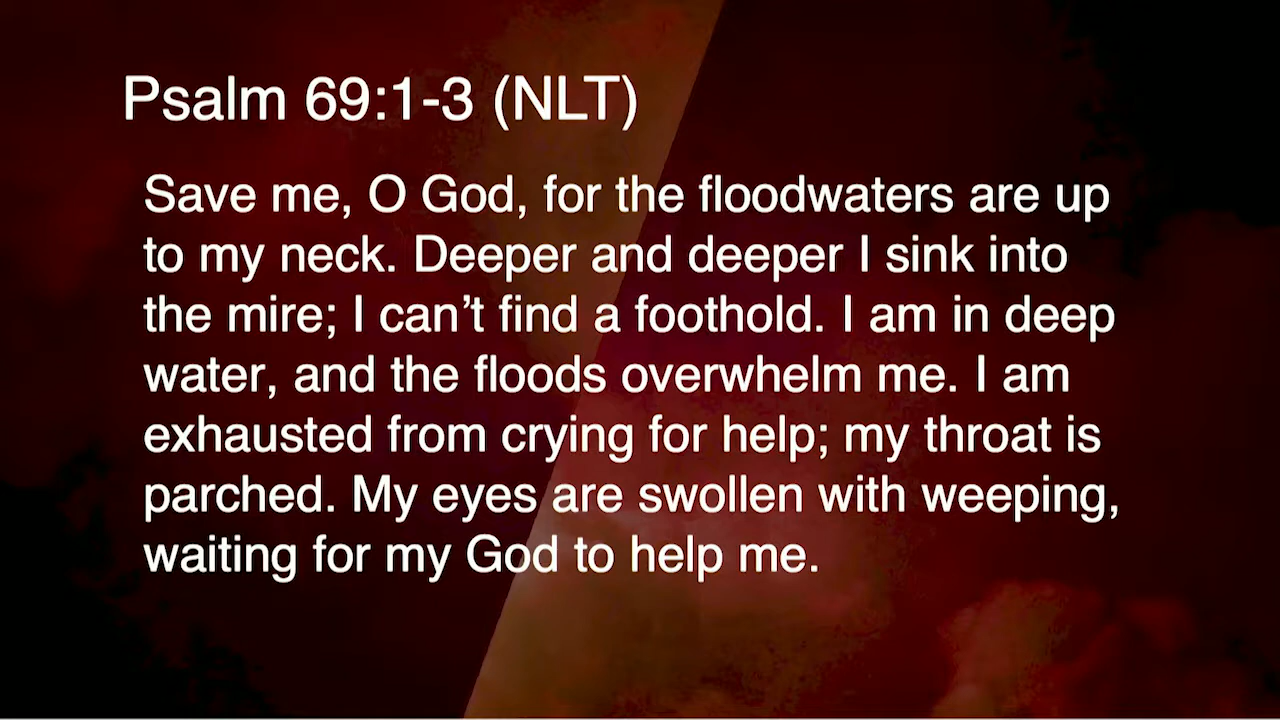 Psalm 69:1-3 (NLT)
Save me, O God, for the floodwaters are up
to my neck. Deeper and deeper I sink into
the mire; I can’t find a foothold. I am in deep
water, and the floods overwhelm me. I am
exhausted from crying for help; my throat is
parched. My eyes are swollen with weeping,
waiting for my God to help me.